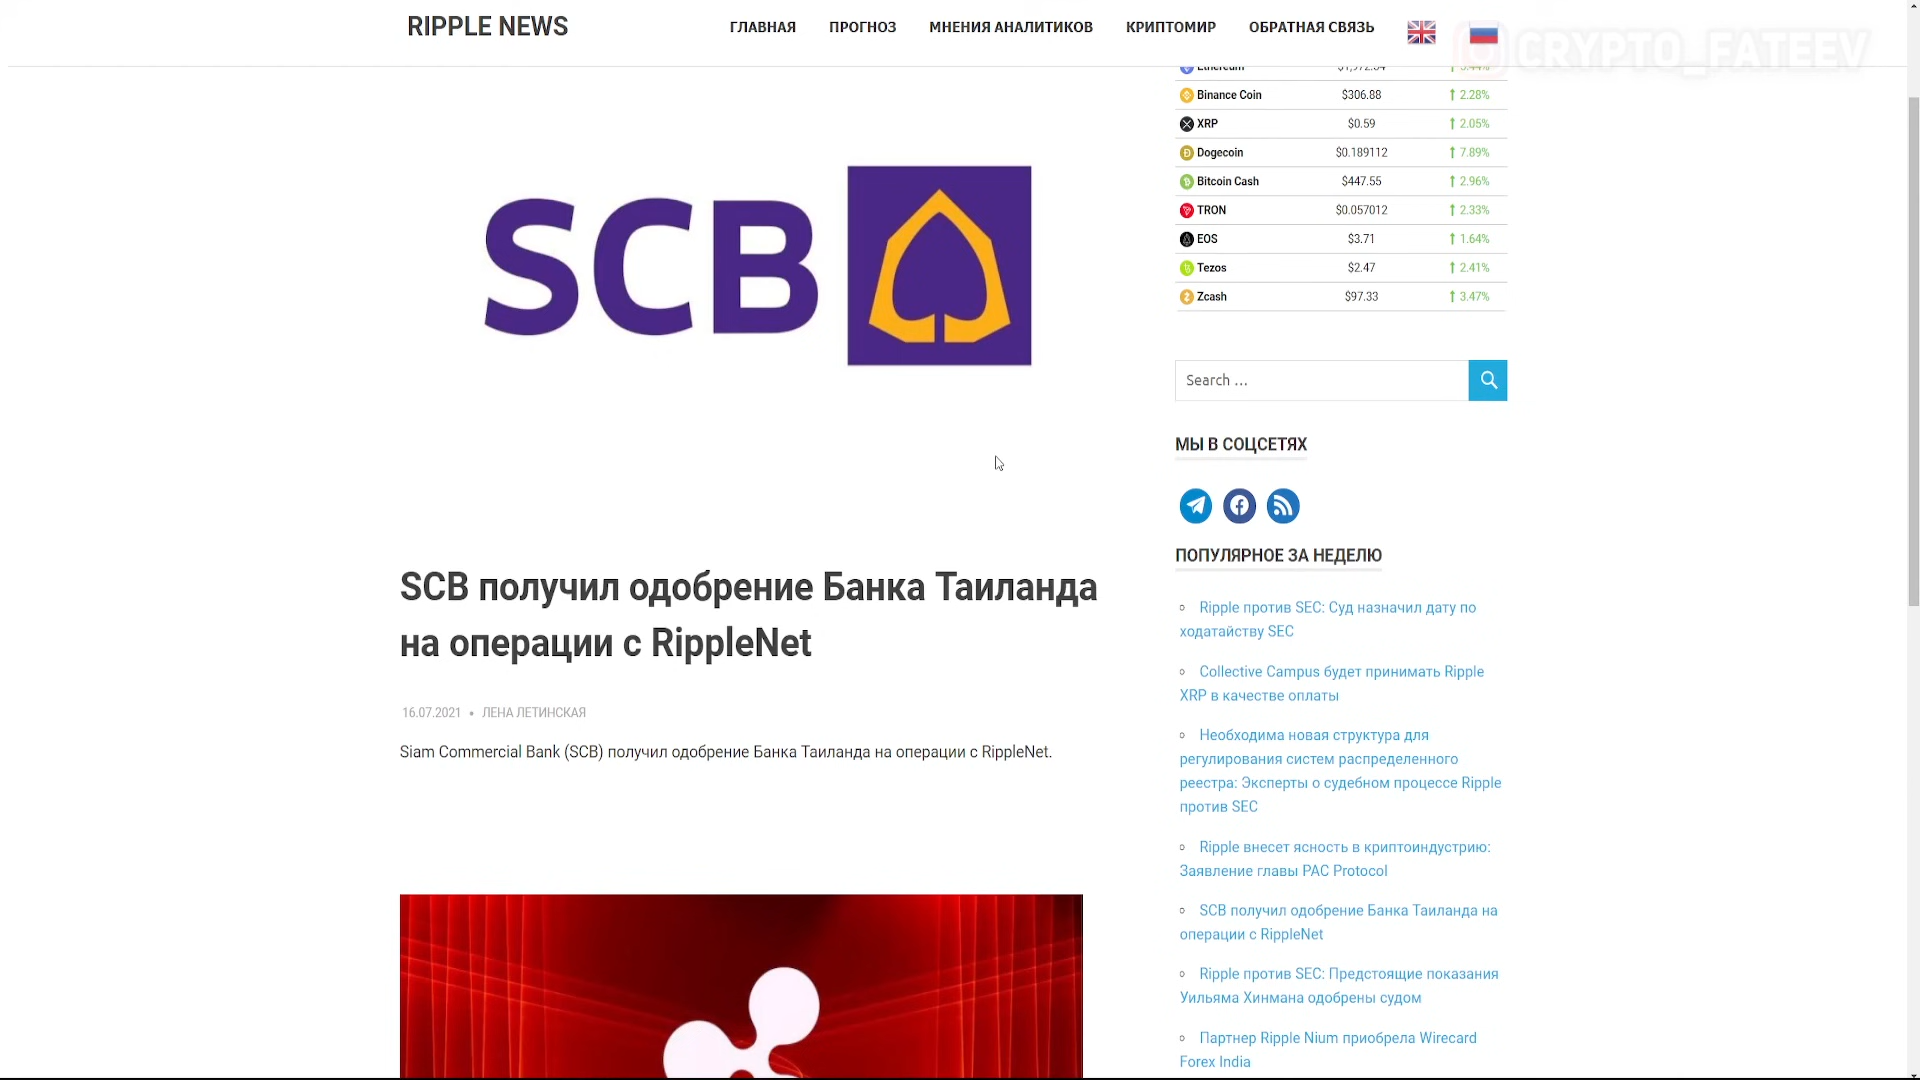 RIPPLE NEWS
ГЛАВНАЯ ПРОГНОЗ МНЕНИЯ АНАЛИТИКОВ КРИПТОМИР ОБРАТНАЯ СВЯЗЬ
CRYPTO_FATEEV
Ethereum
Binance Coin $306.88 2.28%
XRP $0.59 2.05%
Dogecoin $0.189112 7.89%
Bitcoin Cash $447.55 2.96%
TRON $0.057012 2.33%
EOS $3.71 1.64%
Tezos $2.47 2.41%
Zcash $97.33 3.47%
SCB
SCB получил одобрение Банка Таиланда
на операции с RippleNet
16.07.2021 • ЛЕНА ЛЕТИНСКАЯ
Siam Commercial Bank (SCB) получил одобрение Банка Таиланда на операции с RippleNet.
Search …
МЫ В СОЦСЕТЯХ
ПОПУЛЯРНОЕ ЗА НЕДЕЛЮ
Ripple против SEC: Суд назначил дату по
ходатайству SEC
Collective Campus будет принимать Ripple
XRP в качестве оплаты
Необходима новая структура для
регулирования систем распределенного
реестра: Эксперты о судебном процессе Ripple
против SEC
Ripple внесет ясность в криптоиндустрию:
Заявление главы PAC Protocol
SCB получил одобрение Банка Таиланда на
операции с RippleNet
Ripple против SEC: Предстоящие показания
Уильяма Хинмана одобрены судом
Партнер Ripple Nium приобрела Wirecard
Forex India